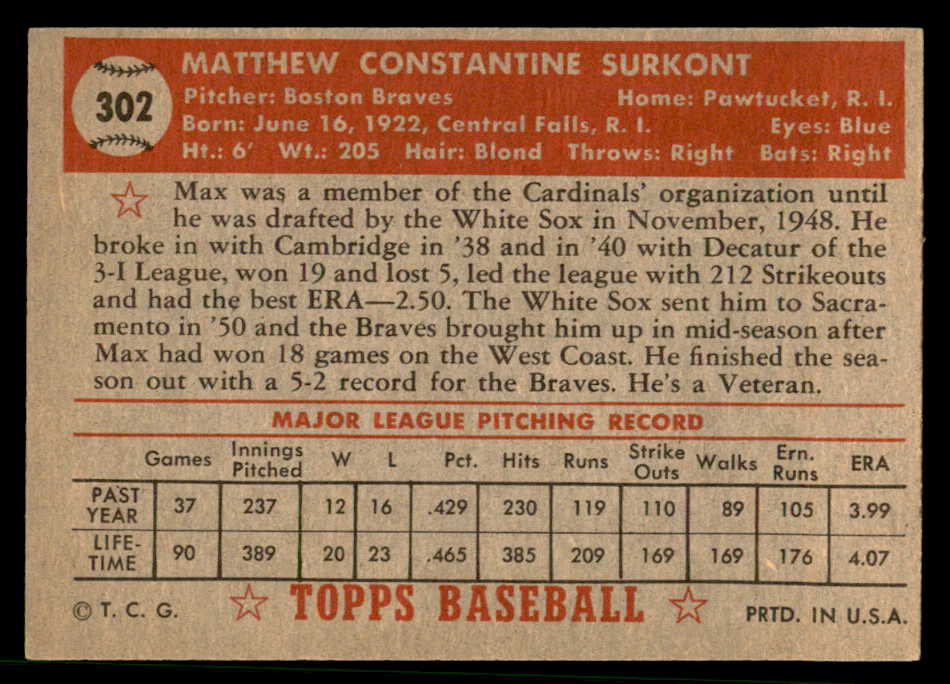 MATTHEW CONSTANTINE SURKONT
302
Pitcher: Boston Braves Home: Pawtucket, R. I.
Born: June 16, 1922, Central Falls, R. I. Eyes: Blue
Ht.: 6' Wt.: 205 Hair: Blond Throws: Right Bats: Right
Max was a member of the Cardinals' organization until
he was drafted by the White Sox in November, 1948. He
broke in with Cambridge in '38 and in '40 with Decatur of the
3-I League, won 19 and lost 5, led the league with 212 Strikeouts
and had the best ERA—2.50. The White Sox sent him to Sacra-
mento in '50 and the Braves brought him up in mid-season after
Max had won 18 games on the West Coast. He finished the sea-
son out with a 5-2 record for the Braves. He's a Veteran.
MAJOR LEAGUE PITCHING RECORD
Games Innings Pitched W L Pct. Hits Runs Strike Outs Walks Ern. Runs ERA
PAST YEAR 37 237 12 16 .429 230 119 110 89 105 3.99
LIFE-TIME 90 389 20 23 .465 385 209 169 169 176 4.07
© T. C. G. TOPPS BASEBALL PRTD. IN U.S.A.